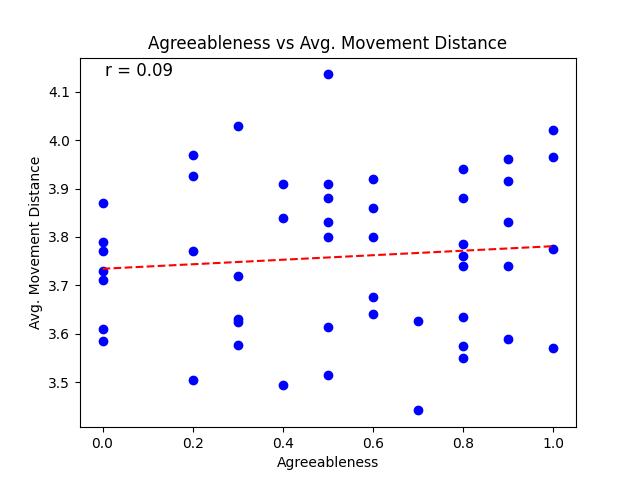 Agreeableness vs Avg. Movement Distance
r = 0.09
Avg. Movement Distance
4.1
4.0
3.9
3.8
3.7
3.6
3.5
0.0 0.2 0.4 0.6 0.8 1.0
Agreeableness